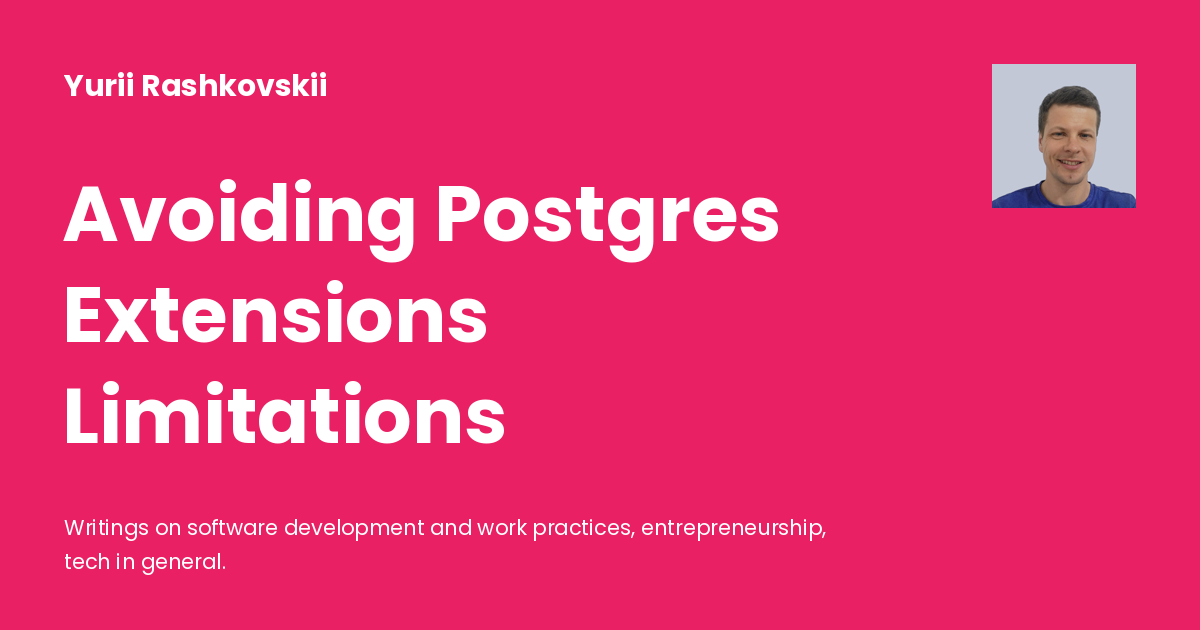 Yurii Rashkovskii
Avoiding Postgres
Extensions
Limitations
Writings on software development and work practices, entrepreneurship,
tech in general.